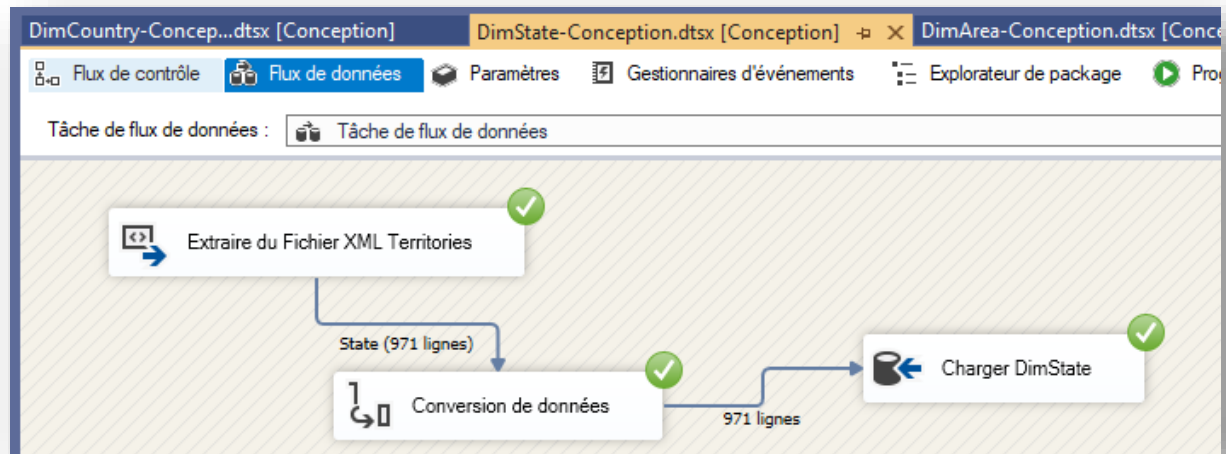 DimCountry-Concep...dtsx [Conception] DimState-Conception.dtsx [Conception] DimArea-Conception.dtsx [Conce
Flux de contrôle Flux de données Paramètres Gestionnaires d'événements Explorateur de package Pro
Tâche de flux de données : Tâche de flux de données
Extraire du Fichier XML Territories
State (971 lignes)
Charger DimState
Conversion de données
971 lignes